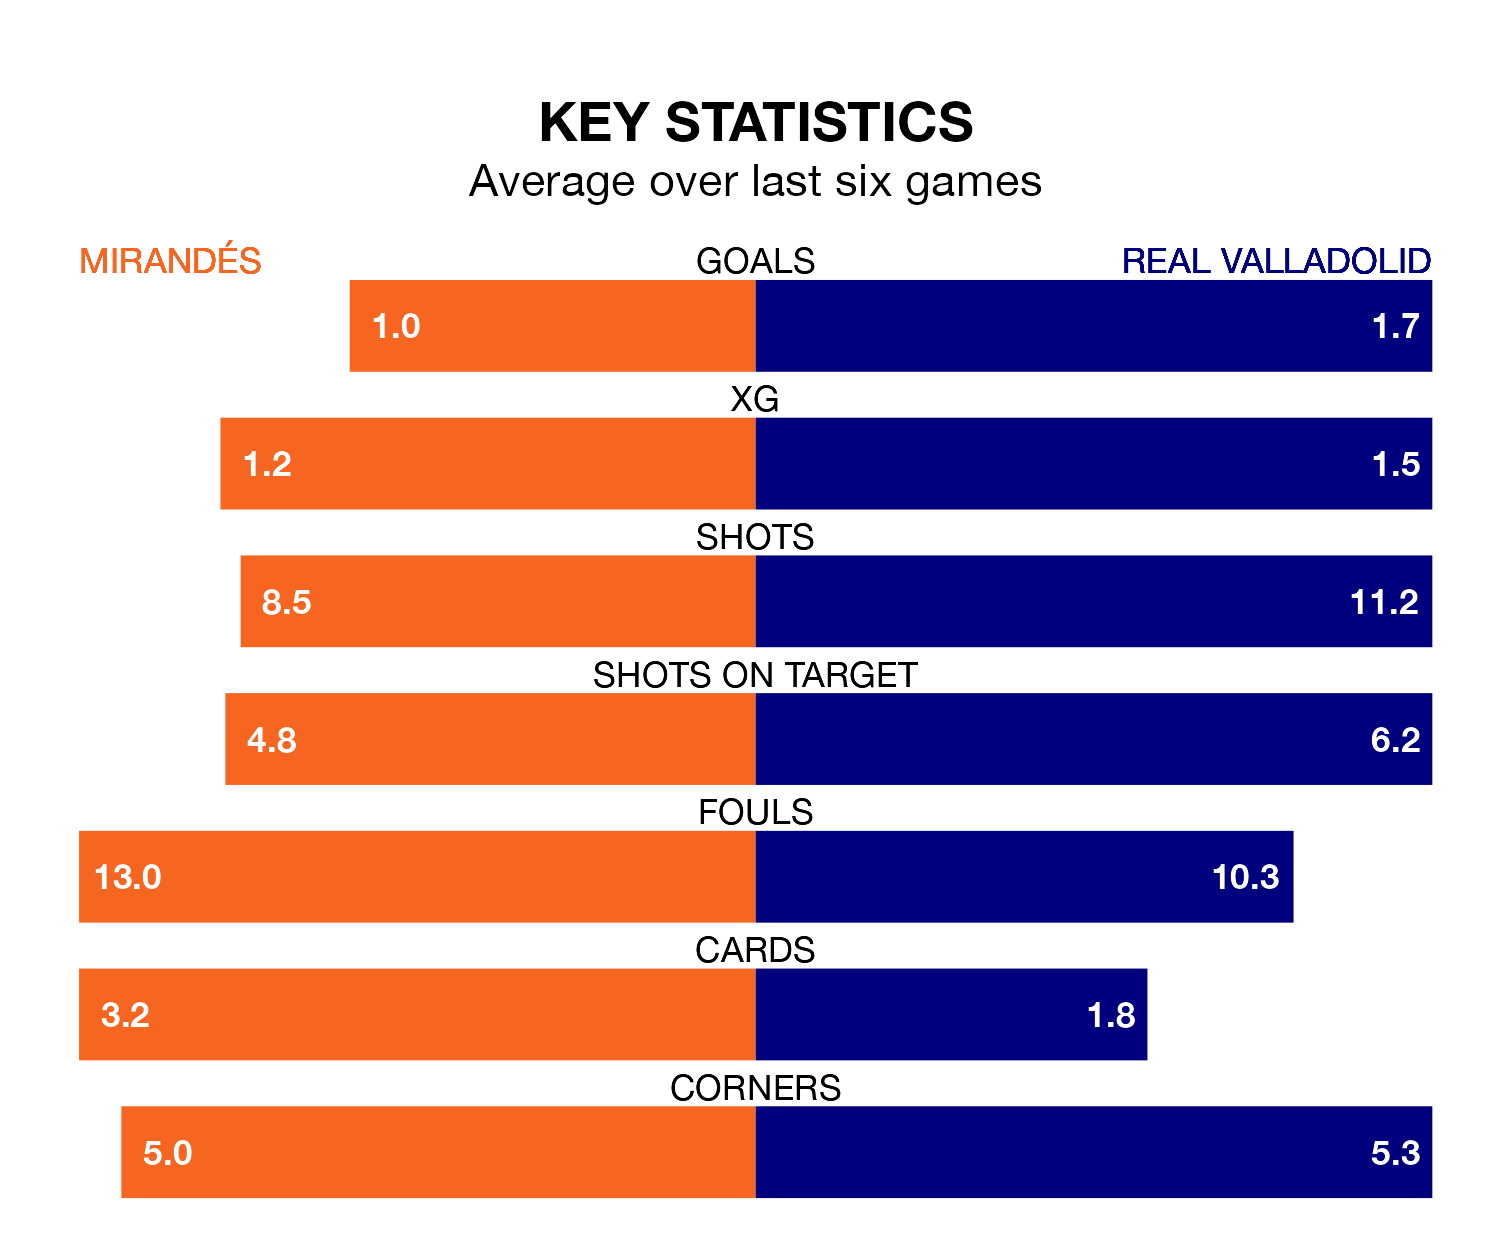 KEY STATISTICS
Average over last six games
MIRANDÉS GOALS REAL VALLADOLID
1.0 1.7
XG
1.2 1.5
SHOTS
8.5 11.2
SHOTS ON TARGET
4.8 6.2
FOULS
13.0 10.3
CARDS
3.2 1.8
CORNERS
5.0 5.3